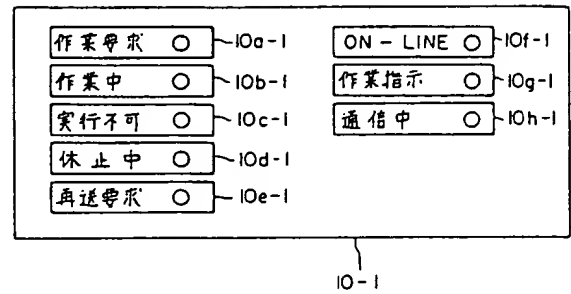 作業要求 10a-1
作業中 10b-1
実行不可 10c-1
休止中 10d-1
再送要求 10e-1
ON-LINE 10f-1
作業指示 10g-1
通信中 10h-1
10-1